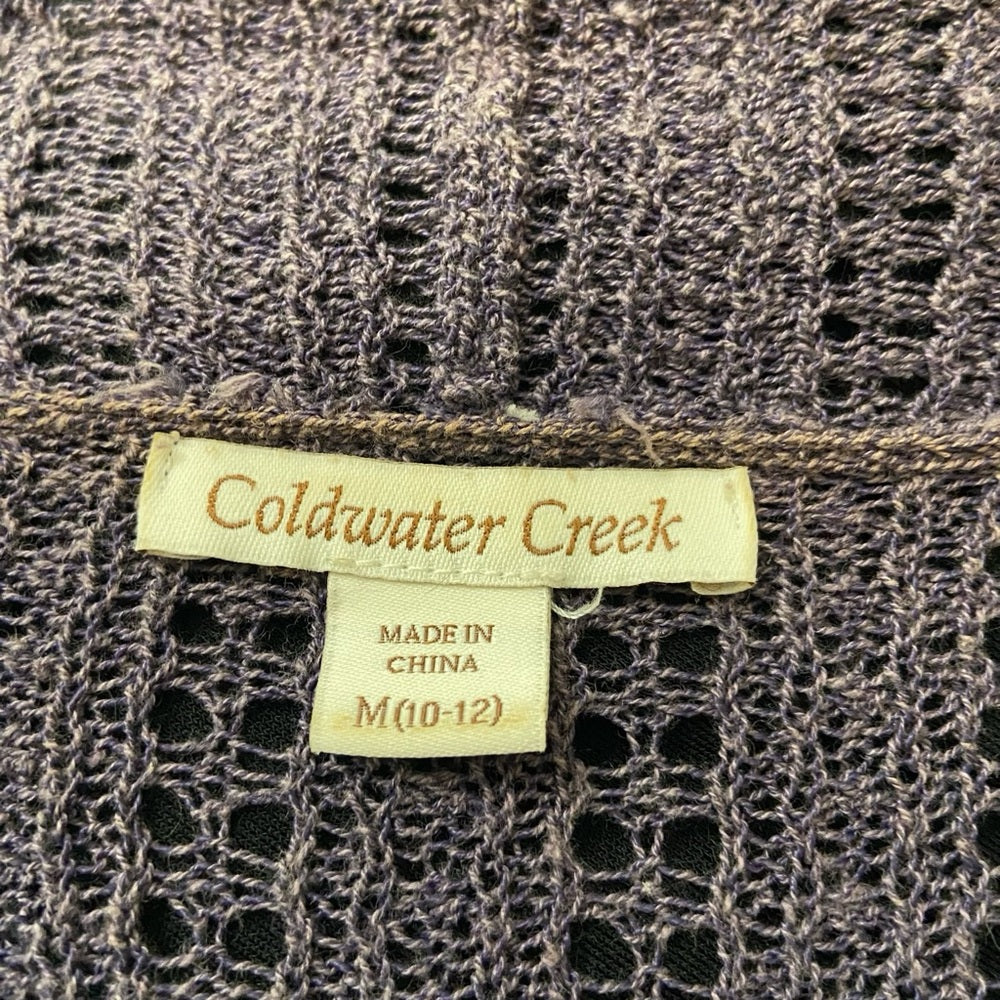 Coldwater Creek
MADE IN
CHINA
M(10-12)